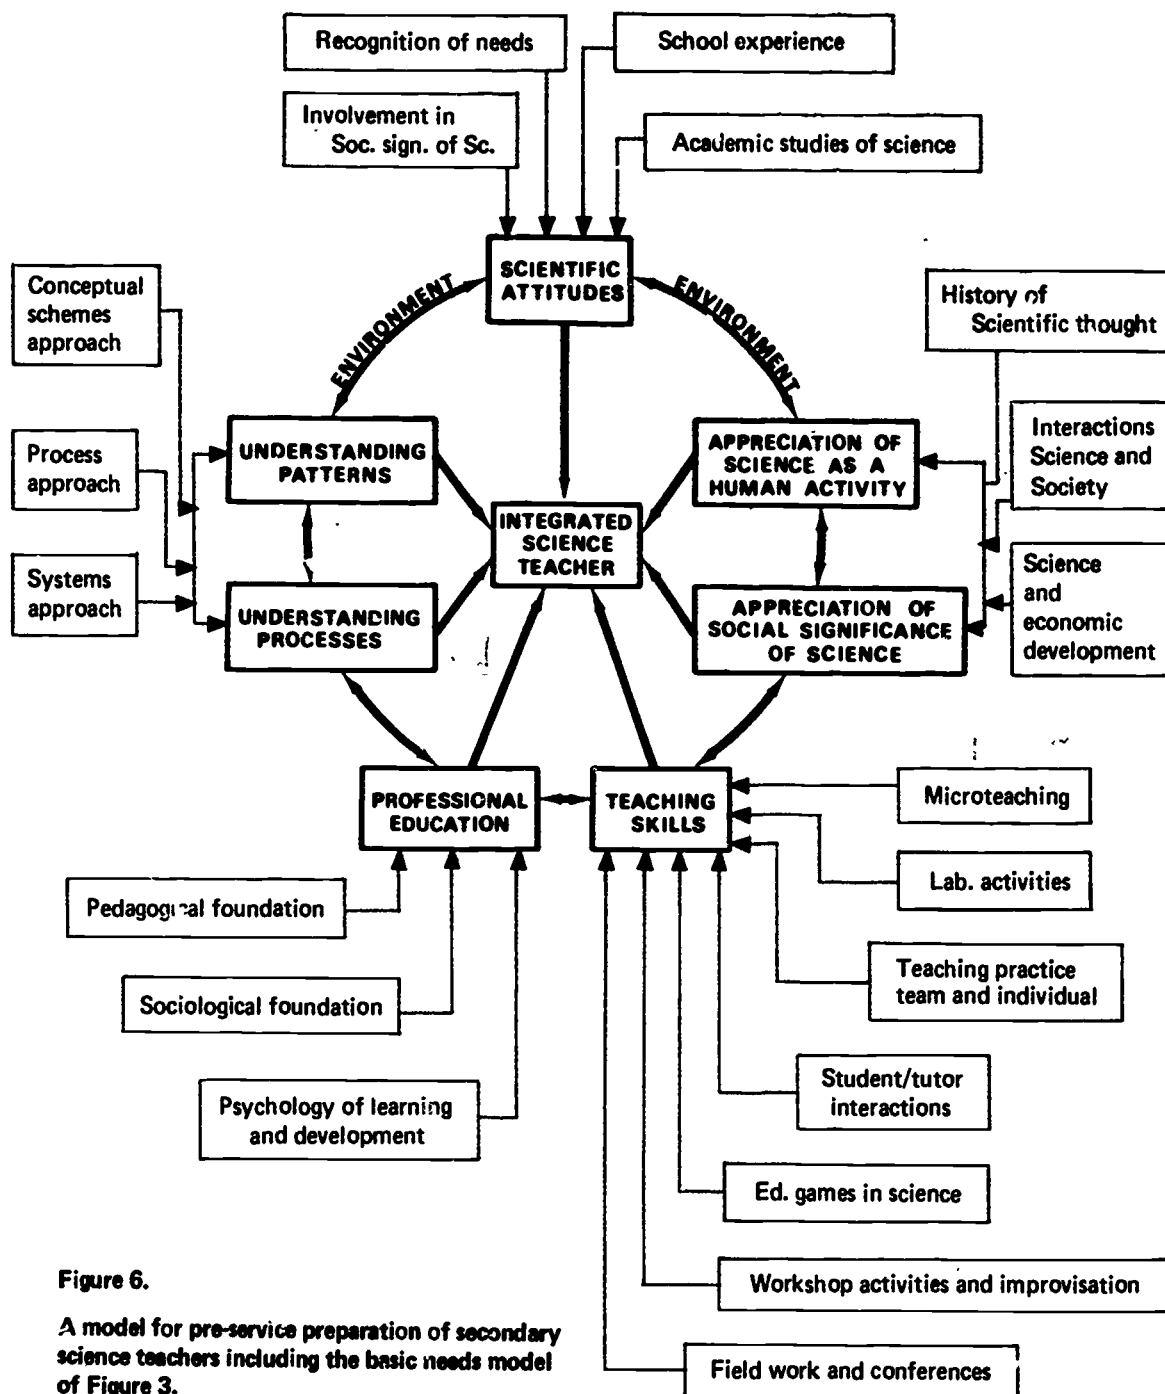 Recognition of needs
School experience
Involvement in
Soc. sign. of Sc.
Academic studies of science
SCIENTIFIC
ATTITUDES
ENVIRONMENT
ENVIRONMENT
Conceptual
schemes
approach
History of
Scientific thought
UNDERSTANDING
PATTERNS
APPRECIATION OF
SCIENCE AS A
HUMAN ACTIVITY
Process
approach
Interactions
Science and
Society
INTEGRATED
SCIENCE
TEACHER
Systems
approach
UNDERSTANDING
PROCESSES
APPRECIATION OF
SOCIAL SIGNIFICANCE
OF SCIENCE
Science
and
economic
development
PROFESSIONAL
EDUCATION
TEACHING
SKILLS
Microteaching
Lab. activities
Pedagogical foundation
Teaching practice
team and individual
Sociological foundation
Student/tutor
interactions
Psychology of learning
and development
Ed. games in science
Workshop activities and improvisation
Field work and conferences
Figure 6.
A model for pre-service preparation of secondary
science teachers including the basic needs model
of Figure 3.